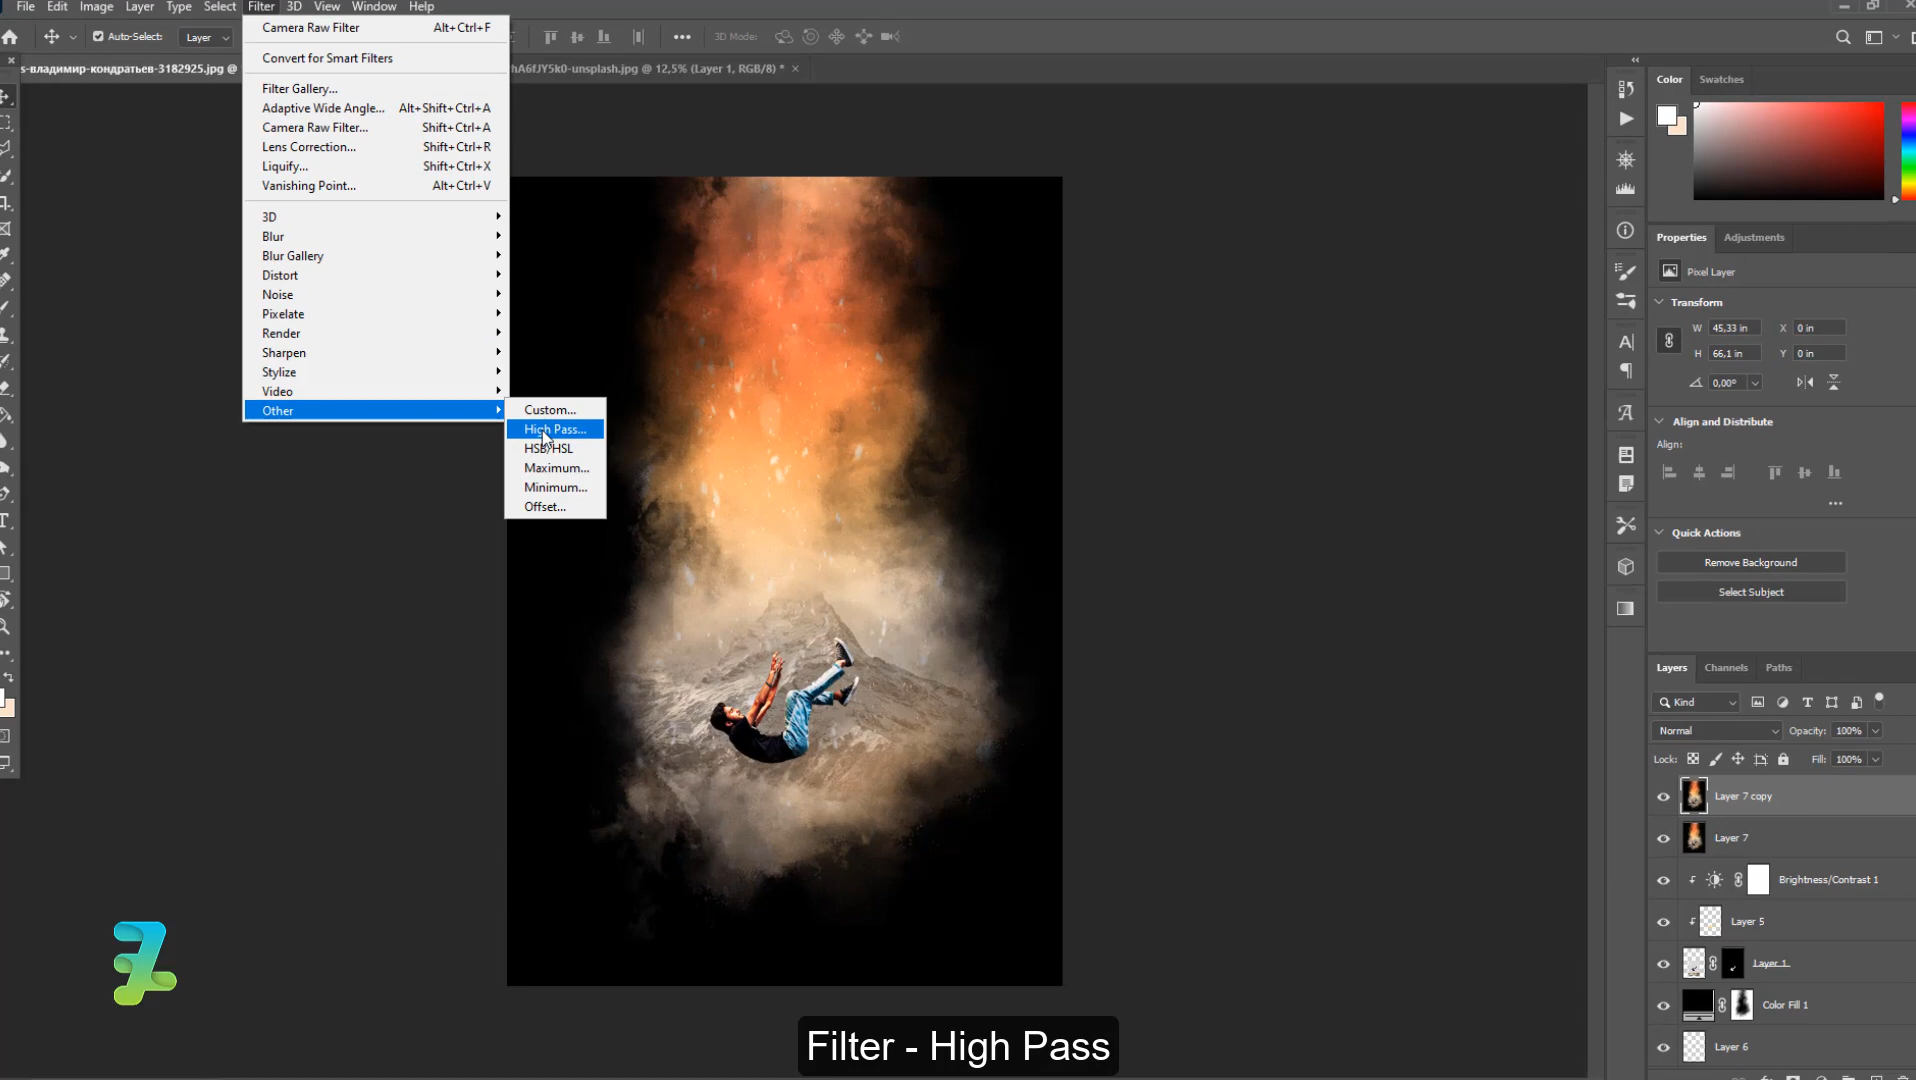 File Edit Image Layer Type Select Filter 3D View Window Help
Auto-Select: Layer
3D Mode:
s-владимир-кондратьев-3182925.jpg @
hA6fJY5k0-unsplash.jpg @ 12,5% (Layer 1, RGB/8) *
Camera Raw Filter Alt+Ctrl+F
Convert for Smart Filters
Filter Gallery...
Adaptive Wide Angle... Alt+Shift+Ctrl+A
Camera Raw Filter... Shift+Ctrl+A
Lens Correction... Shift+Ctrl+R
Liquify... Shift+Ctrl+X
Vanishing Point... Alt+Ctrl+V
3D
Blur
Blur Gallery
Distort
Noise
Pixelate
Render
Sharpen
Stylize
Video
Other
Custom...
High Pass...
HSB/HSL
Maximum...
Minimum...
Offset...
Color Swatches
Properties Adjustments
Pixel Layer
Transform
W 45,33 in X 0 in
H 66,1 in Y 0 in
0,00°
Align and Distribute
Align:
Quick Actions
Remove Background
Select Subject
Layers Channels Paths
Kind
Normal Opacity: 100%
Lock: Fill: 100%
Layer 7 copy
Layer 7
Brightness/Contrast 1
Layer 5
Layer 1
Color Fill 1
Layer 6
Filter - High Pass